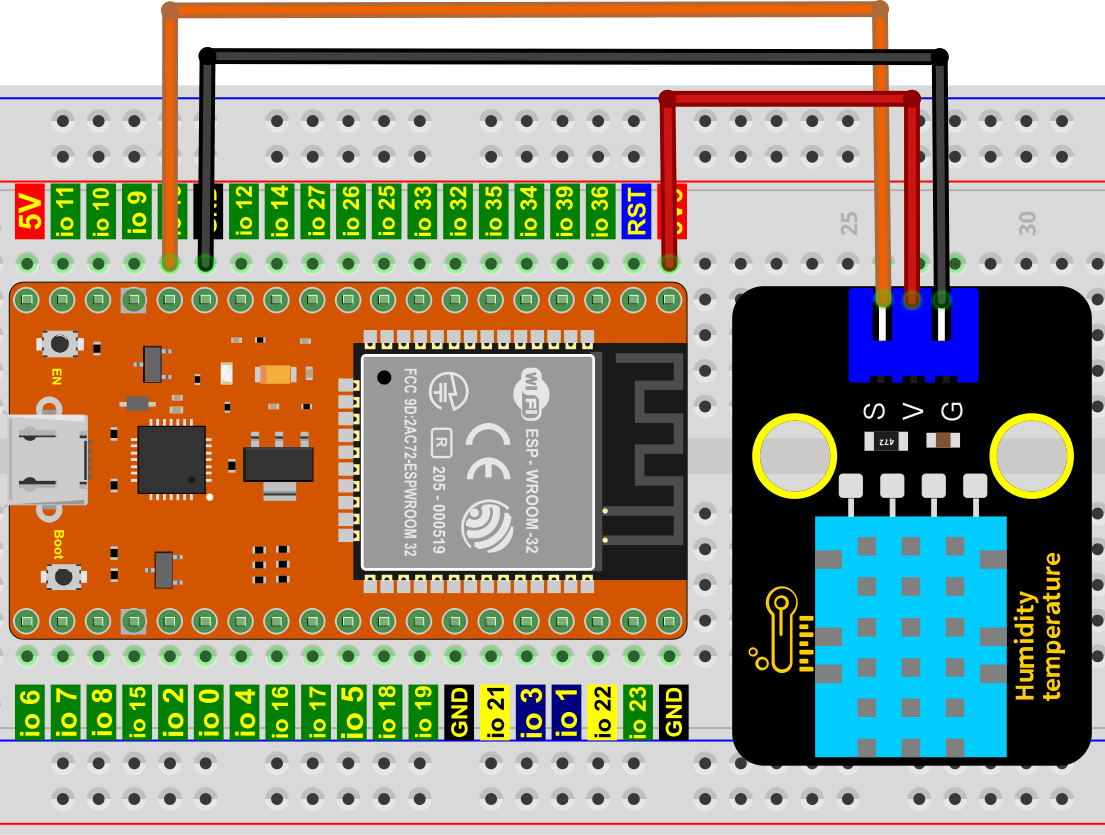 5V
io 11
io 10
io 9
io 12
io 14
io 27
io 26
io 25
io 33
io 32
io 35
io 34
io 39
io 36
RST
25
30
EN
Boot
FCC 9D:2AC72-ESPWROOM 32
R
205 - 000519
CE
Wi Fi
ESP - WROOM-32
S
V
G
472
Humidity
temperature
io 6
io 7
io 8
io 15
io 2
io 0
io 4
io 16
io 17
io 5
io 18
io 19
GND
io 21
io 3
io 1
io 22
io 23
GND